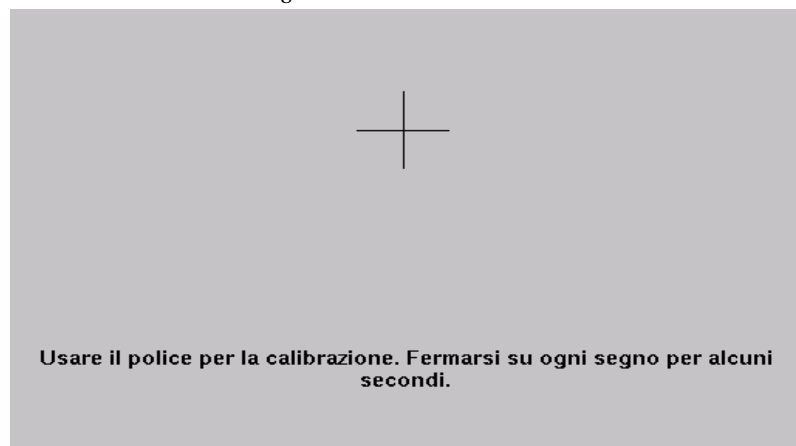 Usare il police per la calibrazione. Fermarsi su ogni segno per alcuni
secondi.